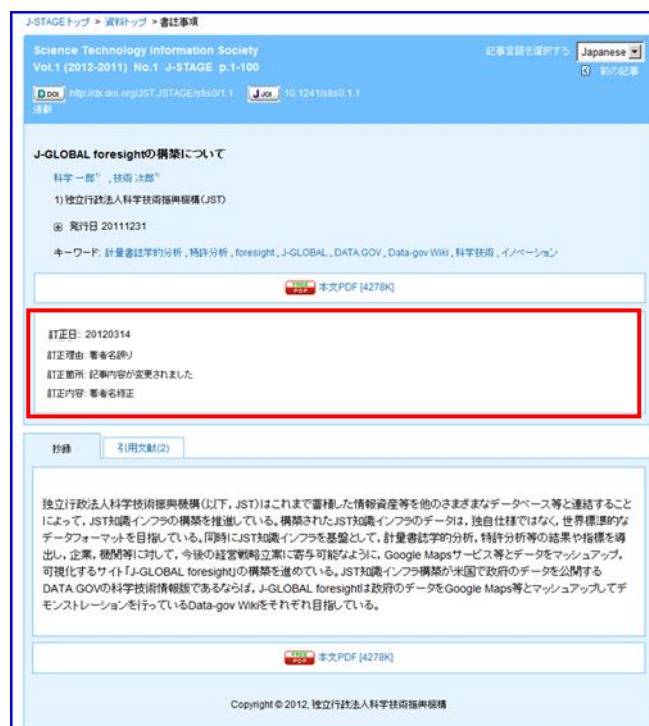 J-STAGEトップ > 資料トップ > 書誌事項
Science Technology Information Society
記事言語を選択する Japanese
Vol.1 (2012-2011) No.1 J-STAGE p.1-100
前の記事
DOI http://dx.doi.org/JST.JSTAGE/stis0/1.1 JOI 10.1241/stis0.1.1
J-GLOBAL foresightの構築について
科学 一郎1) , 技術 次郎1)
1) 独立行政法人科学技術振興機構(JST)
発行日 20111231
キーワード: 計量書誌学的分析 , 特許分析 , foresight , J-GLOBAL , DATA.GOV , Data-gov Wiki , 科学技術 , イノベーション
FREE PDF 本文PDF [4278K]
訂正日: 20120314
訂正理由: 著者名誤り
訂正箇所: 記事内容が変更されました
訂正内容: 著者名修正
抄録 引用文献(2)
独立行政法人科学技術振興機構(以下, JST)はこれまで蓄積した情報資産等を他のさまざまなデータベース等と連結すること
によって, JST知識インフラの構築を推進している。構築されたJST知識インフラのデータは, 独自仕様ではなく, 世界標準的な
データフォーマットを目指している。同時にJST知識インフラを基盤として, 計量書誌学的分析, 特許分析等の結果や指標を導
出し, 企業, 機関等に対して, 今後の経営戦略立案に寄与可能なように, Google Mapsサービス等とデータをマッシュアップ,
可視化するサイト「J-GLOBAL foresight」の構築を進めている。JST知識インフラ構築が米国で政府のデータを公開する
DATA.GOVの科学技術情報版であるならば, J-GLOBAL foresightは政府のデータをGoogle Maps等とマッシュアップしてデ
モンストレーションを行っているData-gov Wikiをそれぞれ目指している。
FREE PDF 本文PDF [4278K]
Copyright © 2012, 独立行政法人科学技術振興機構